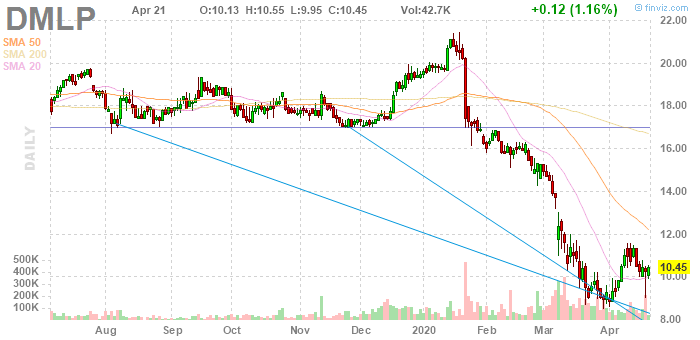 DMLP
Apr 21 O:10.13 H:10.55 L:9.95 C:10.45 Vol:42.7K +0.12 (1.16%)
© finviz.com
SMA 50
SMA 200
SMA 20
DAILY
22.00
20.00
18.00
16.00
15.00
14.00
12.00
10.45
10.00
8.00
500K
400K
300K
200K
100K
Aug Sep Oct Nov Dec 2020 Feb Mar Apr